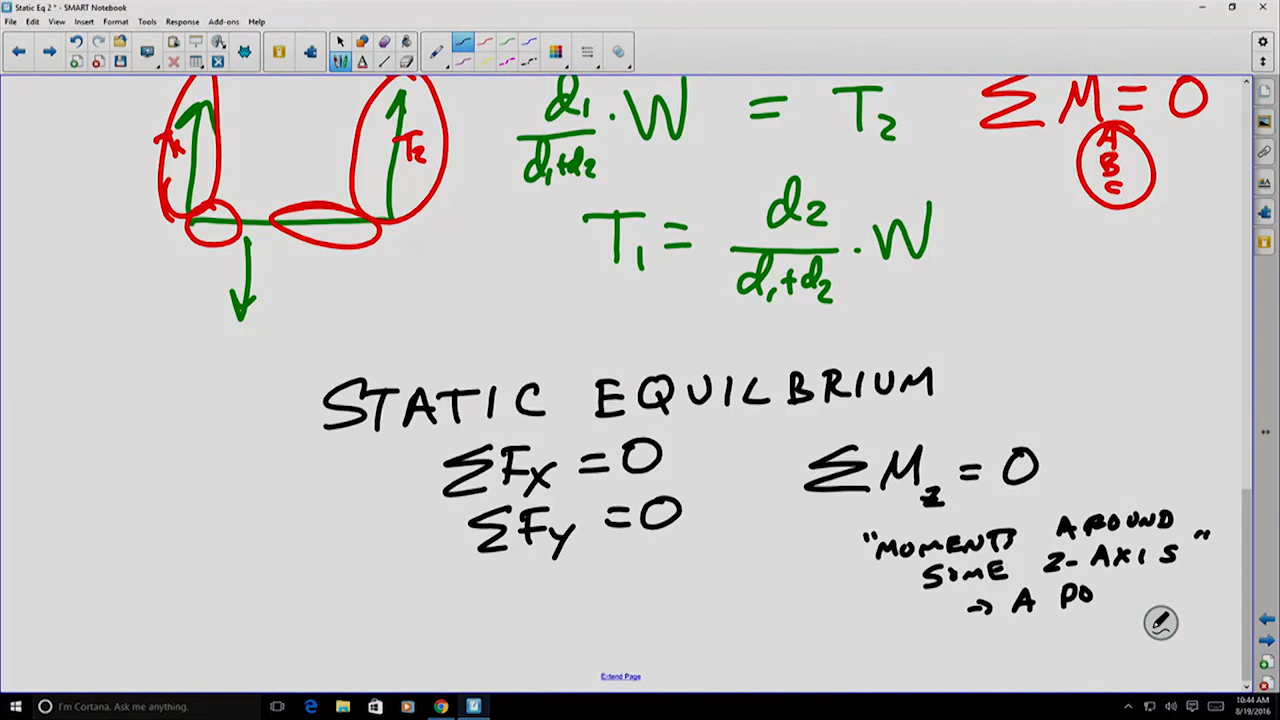 Static Eq 2 * - SMART Notebook
File Edit View Insert Format Tools Response Add-ons Help
d1/(d1+d2) · W = T2
ΣM = 0
A
B
C
T2
T1 = d2/(d1+d2) · W
STATIC EQUILBRIUM
ΣFx = 0
ΣMz = 0
ΣFy = 0
"MOMENTS AROUND
SOME Z-AXIS"
→ A PO
Extend Page
I'm Cortana. Ask me anything.
10:44 AM
8/19/2016